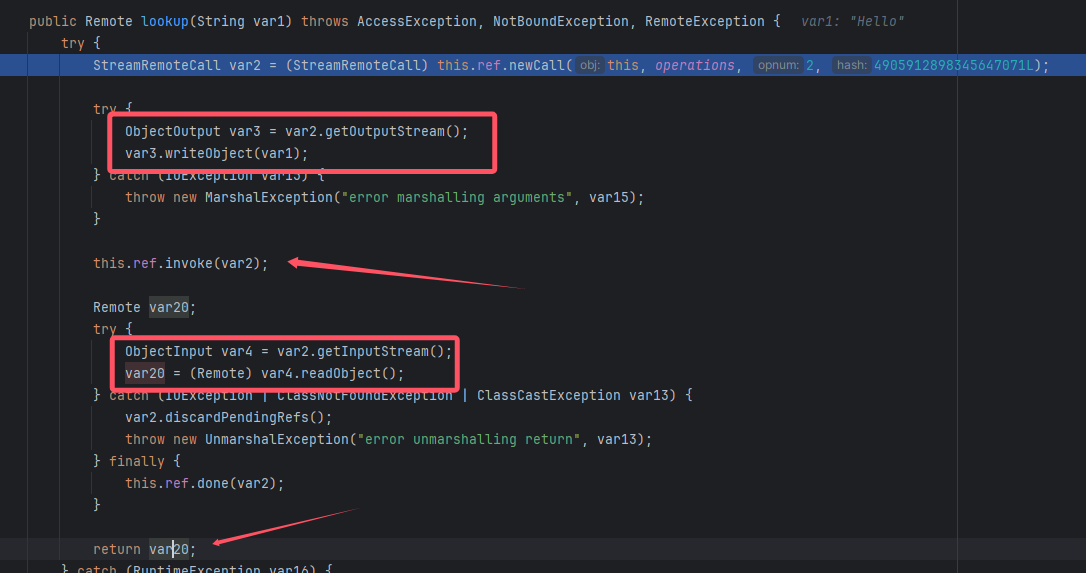 public Remote lookup(String var1) throws AccessException, NotBoundException, RemoteException {  var1: "Hello"
try {
StreamRemoteCall var2 = (StreamRemoteCall) this.ref.newCall( obj: this, operations, opnum: 2, hash: 4905912898345647071L);
try {
ObjectOutput var3 = var2.getOutputStream();
var3.writeObject(var1);
} catch (IOException var15) {
throw new MarshalException("error marshalling arguments", var15);
}
this.ref.invoke(var2);
Remote var20;
try {
ObjectInput var4 = var2.getInputStream();
var20 = (Remote) var4.readObject();
} catch (IOException | ClassNotFoundException | ClassCastException var13) {
var2.discardPendingRefs();
throw new UnmarshalException("error unmarshalling return", var13);
} finally {
this.ref.done(var2);
}
return var20;
} catch (RuntimeException var16) {